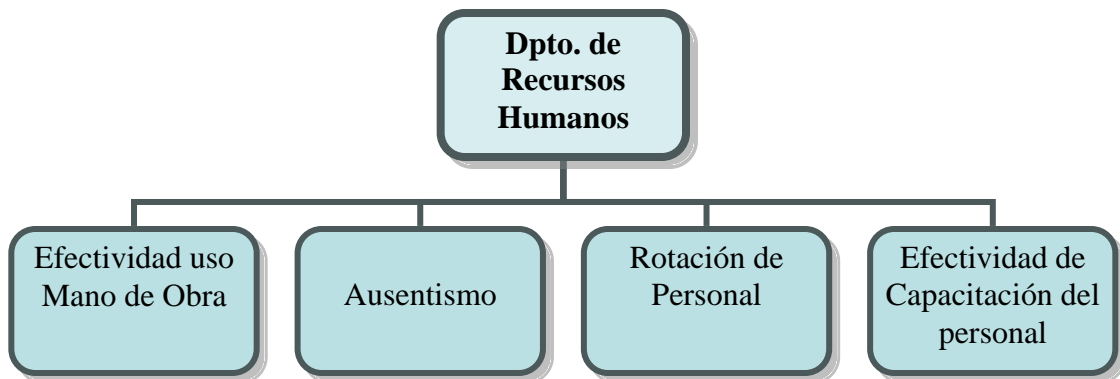 Dpto. de
Recursos
Humanos
Efectividad uso
Mano de Obra
Ausentismo
Rotación de
Personal
Efectividad de
Capacitación del
personal